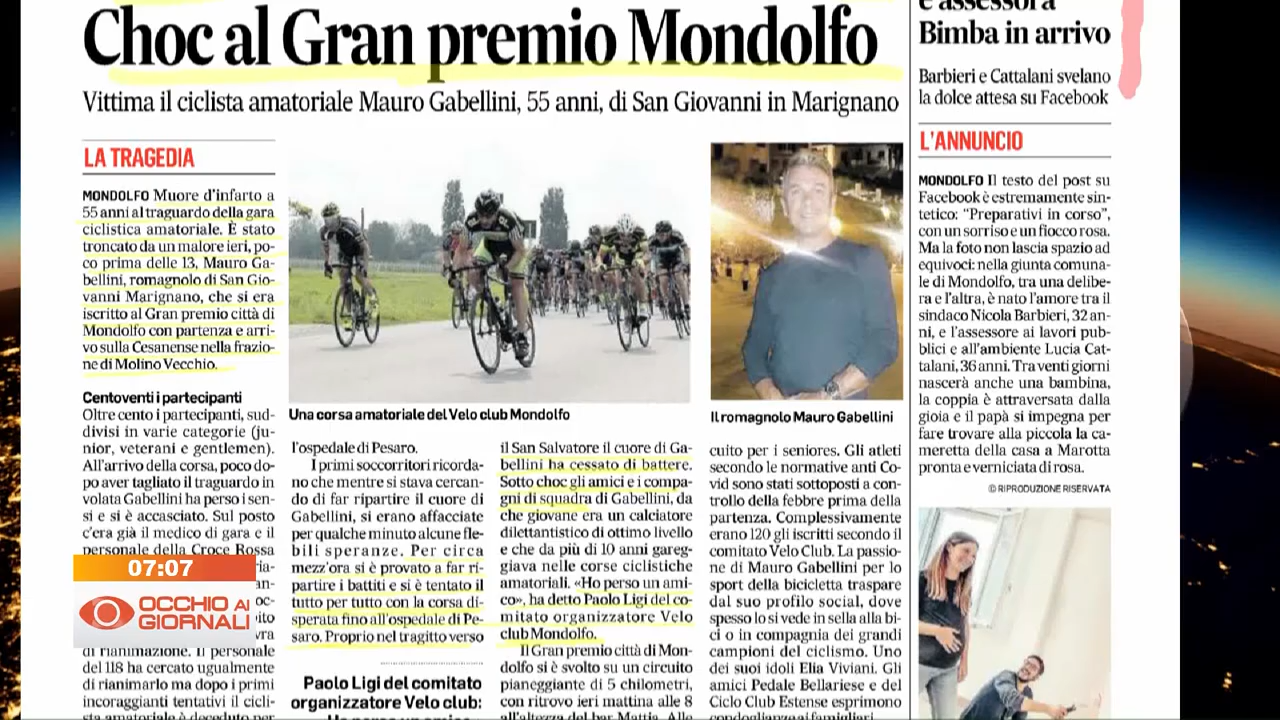 Choc al Gran premio Mondolfo
Vittima il ciclista amatoriale Mauro Gabellini, 55 anni, di San Giovanni in Marignano
LA TRAGEDIA
MONDOLFO Muore d'infarto a
55 anni al traguardo della gara
ciclistica amatoriale. È stato
troncato da un malore ieri, po-
co prima delle 13, Mauro Ga-
bellini, romagnolo di San Gio-
vanni Marignano, che si era
iscritto al Gran premio città di
Mondolfo con partenza e arri-
vo sulla Cesanense nella frazio-
ne di Molino Vecchio.
Centoventi i partecipanti
Oltre cento i partecipanti, sud-
divisi in varie categorie (ju-
nior, veterani e gentlemen).
All'arrivo della corsa, poco do-
po aver tagliato il traguardo in
volata Gabellini ha perso i sen-
si e si è accasciato. Sul posto
c'era già il medico di gara e il
personale della Croce Rossa
di rianimazione. Il personale
del 118 ha cercato ugualmente
di rianimarlo ma dopo i primi
incoraggianti tentativi il cicli-
sta amatoriale è deceduto per
Una corsa amatoriale del Velo club Mondolfo
l'ospedale di Pesaro.
I primi soccorritori ricorda-
no che mentre si stava cercan-
do di far ripartire il cuore di
Gabellini, si erano affacciate
per qualche minuto alcune fle-
bili speranze. Per circa
mezz'ora si è provato a far ri-
partire i battiti e si è tentato il
tutto per tutto con la corsa di-
sperata fino all'ospedale di Pe-
saro. Proprio nel tragitto verso
Paolo Ligi del comitato
organizzatore Velo club:
il San Salvatore il cuore di Ga-
bellini ha cessato di battere.
Sotto choc gli amici e i compa-
gni di squadra di Gabellini, da
che giovane era un calciatore
dilettantistico di ottimo livello
e che da più di 10 anni gareg-
giava nelle corse ciclistiche
amatoriali. «Ho perso un ami-
co», ha detto Paolo Ligi del co-
mitato organizzatore Velo
club Mondolfo.
Il Gran premio città di Mon-
dolfo si è svolto su un circuito
pianeggiante di 5 chilometri,
con ritrovo ieri mattina alle 8
all'altezza del bar Mattia. Alle
Il romagnolo Mauro Gabellini
cuito per i seniores. Gli atleti
secondo le normative anti Co-
vid sono stati sottoposti a con-
trollo della febbre prima della
partenza. Complessivamente
erano 120 gli iscritti secondo il
comitato Velo Club. La passio-
ne di Mauro Gabellini per lo
sport della bicicletta traspare
dal suo profilo social, dove
spesso lo si vede in sella alla bi-
ci o in compagnia dei grandi
campioni del ciclismo. Uno
dei suoi idoli Elia Viviani. Gli
amici Pedale Bellariese e del
Ciclo Club Estense esprimono
condoglianze ai famigliari.
e assessora
Bimba in arrivo
Barbieri e Cattalani svelano
la dolce attesa su Facebook
L'ANNUNCIO
MONDOLFO Il testo del post su
Facebook è estremamente sin-
tetico: "Preparativi in corso",
con un sorriso e un fiocco rosa.
Ma la foto non lascia spazio ad
equivoci: nella giunta comuna-
le di Mondolfo, tra una delibe-
ra e l'altra, è nato l'amore tra il
sindaco Nicola Barbieri, 32 an-
ni, e l'assessore ai lavori pub-
blici e all'ambiente Lucia Cat-
talani, 36 anni. Tra venti giorni
nascerà anche una bambina,
la coppia è attraversata dalla
gioia e il papà si impegna per
fare trovare alla piccola la ca-
meretta della casa a Marotta
pronta e verniciata di rosa.
© RIPRODUZIONE RISERVATA
07:07
OCCHIO AI
GIORNALI